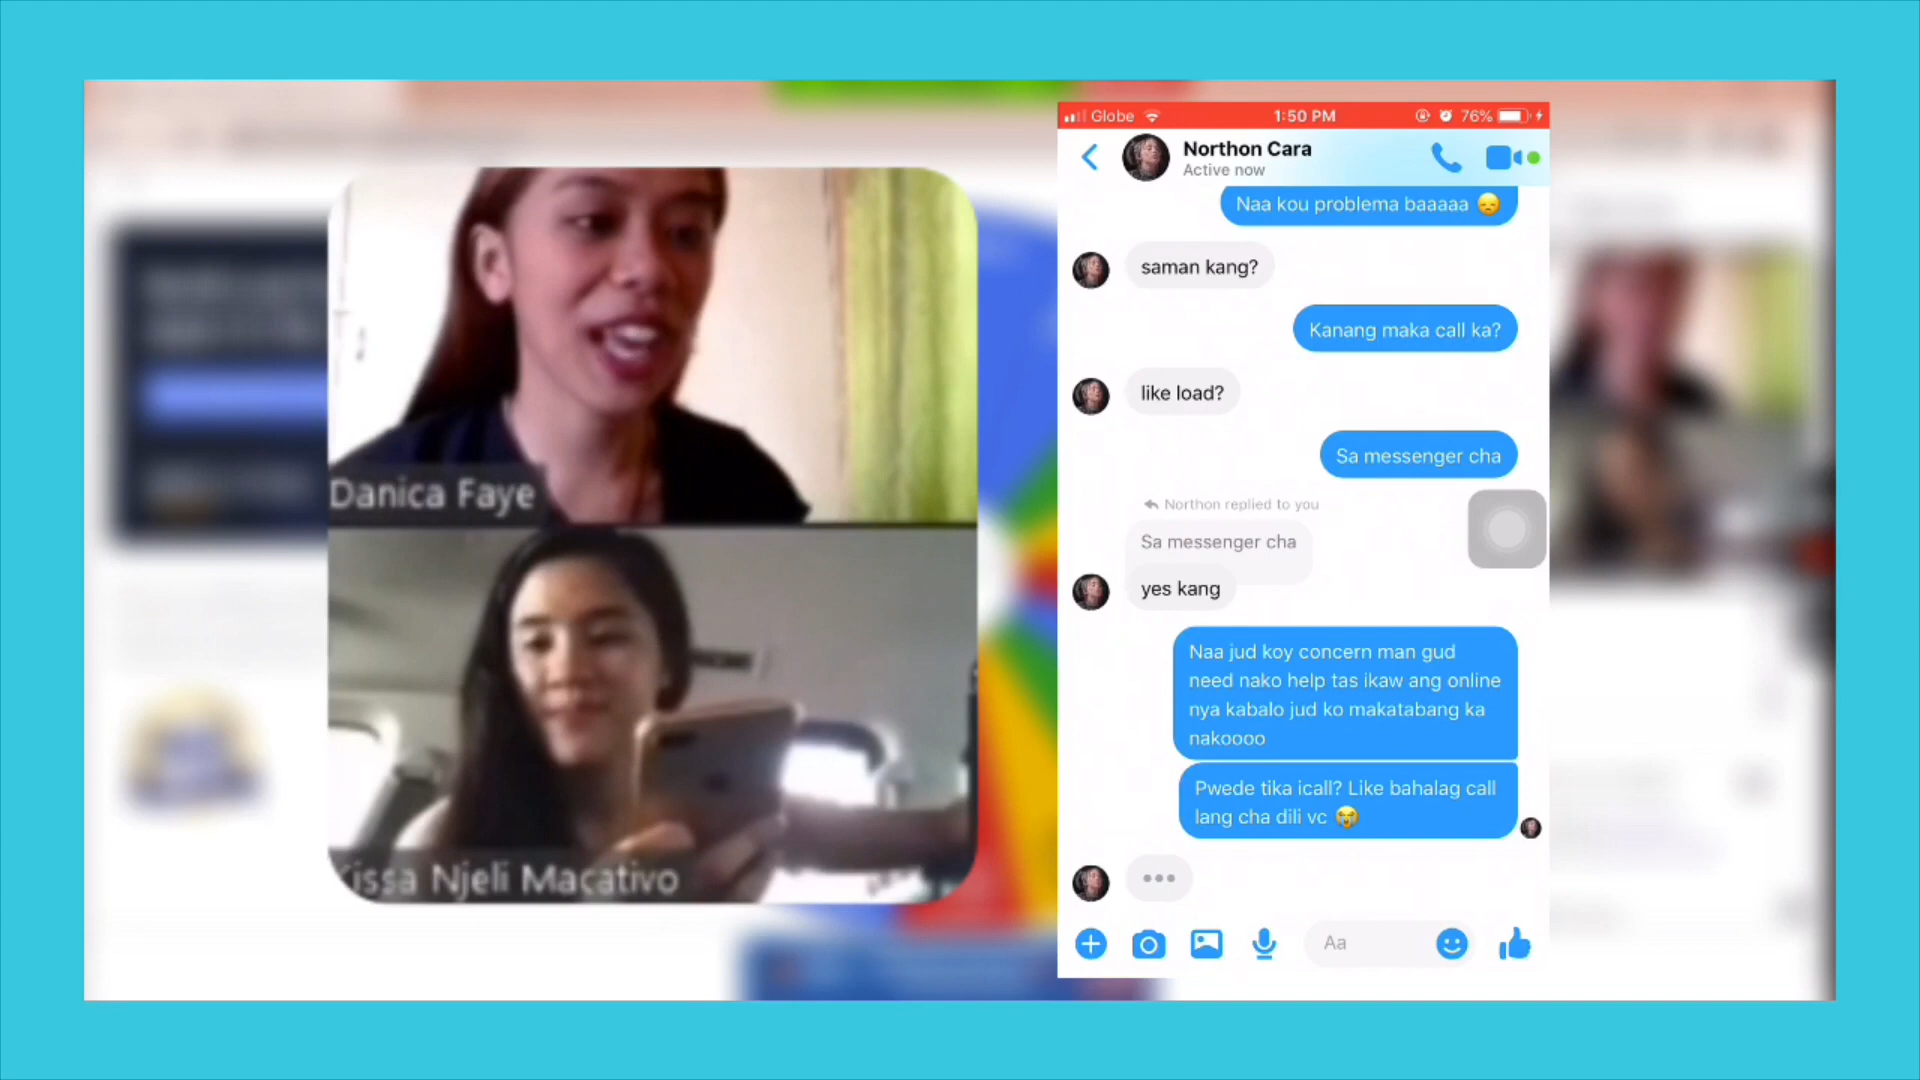 Danica Faye
Kissa Njeli Macativo
Globe
1:50 PM
76%
Northon Cara
Active now
Naa kou problema baaaaa 😞
saman kang?
Kanang maka call ka?
like load?
Sa messenger cha
Northon replied to you
Sa messenger cha
yes kang
Naa jud koy concern man gud
need nako help tas ikaw ang online
nya kabalo jud ko makatabang ka
nakoooo
Pwede tika icall? Like bahalag call
lang cha dili vc 😭
Aa